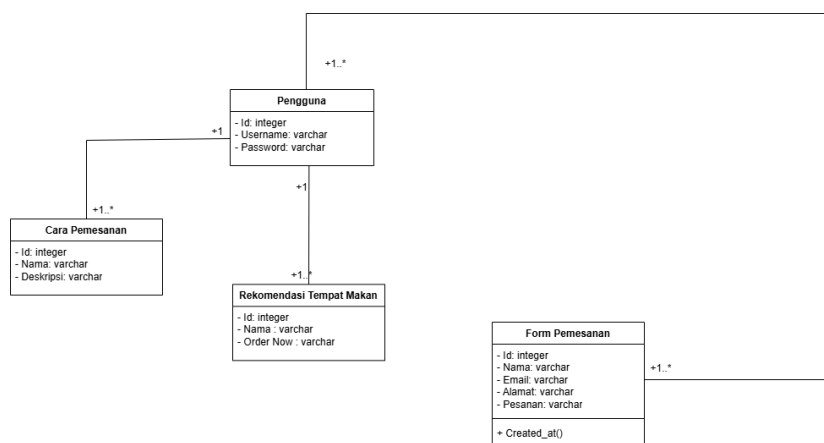 +1..*
Pengguna
- Id: integer
- Username: varchar
- Password: varchar
+1
+1
+1..*
Cara Pemesanan
- Id: integer
- Nama: varchar
- Deskripsi: varchar
+1..*
Rekomendasi Tempat Makan
- Id: integer
- Nama : varchar
- Order Now : varchar
Form Pemesanan
- Id: integer
- Nama: varchar
- Email: varchar
- Alamat: varchar
- Pesanan: varchar
+1..*
+ Created_at()